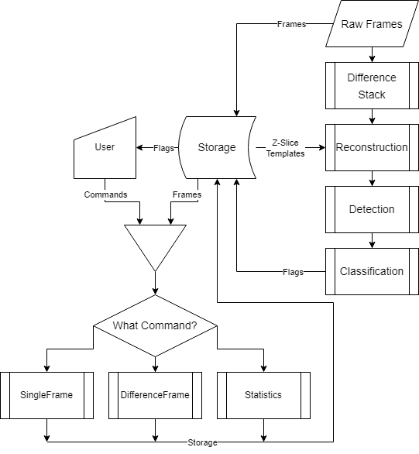 Raw Frames
Frames
Difference
Stack
User
Flags
Storage
Z-Slice
Templates
Reconstruction
Commands
Frames
Detection
Flags
Classification
What Command?
SingleFrame
DifferenceFrame
Statistics
Storage